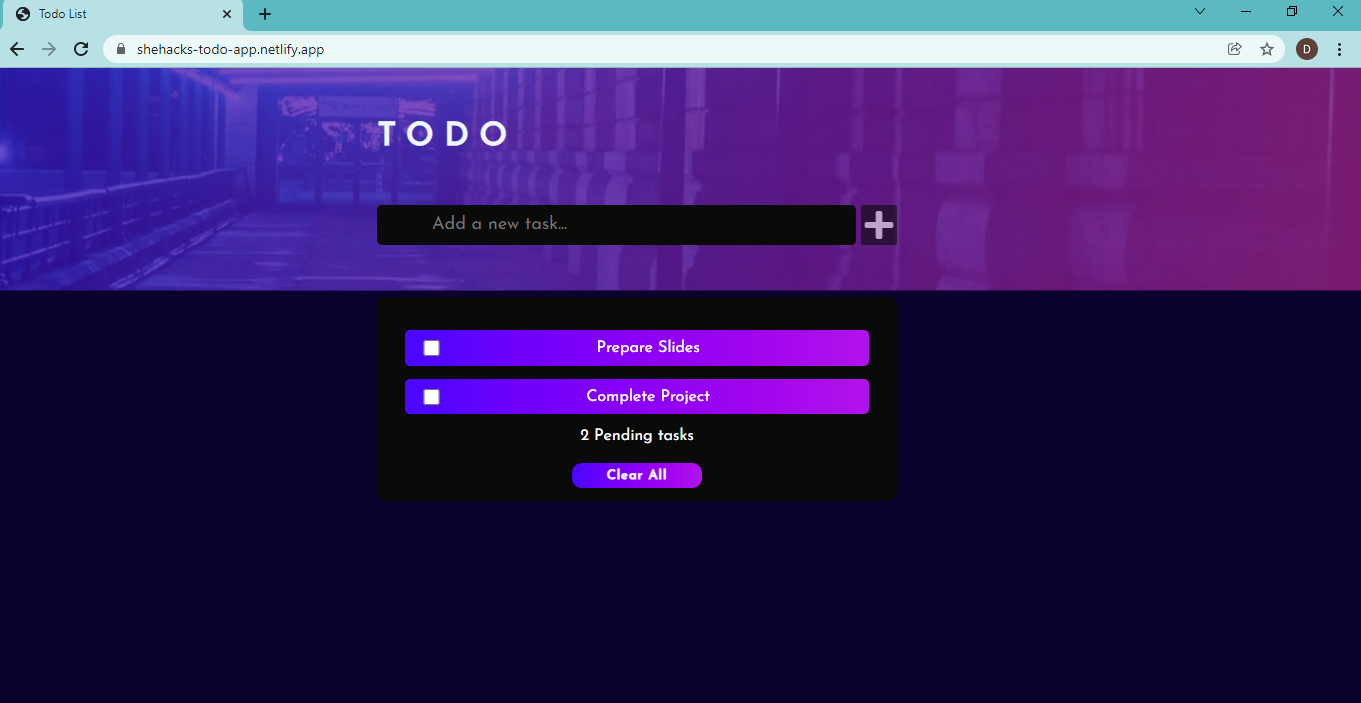 Todo List
shehacks-todo-app.netlify.app
D
TODO
Add a new task...
Prepare Slides
Complete Project
2 Pending tasks
Clear All